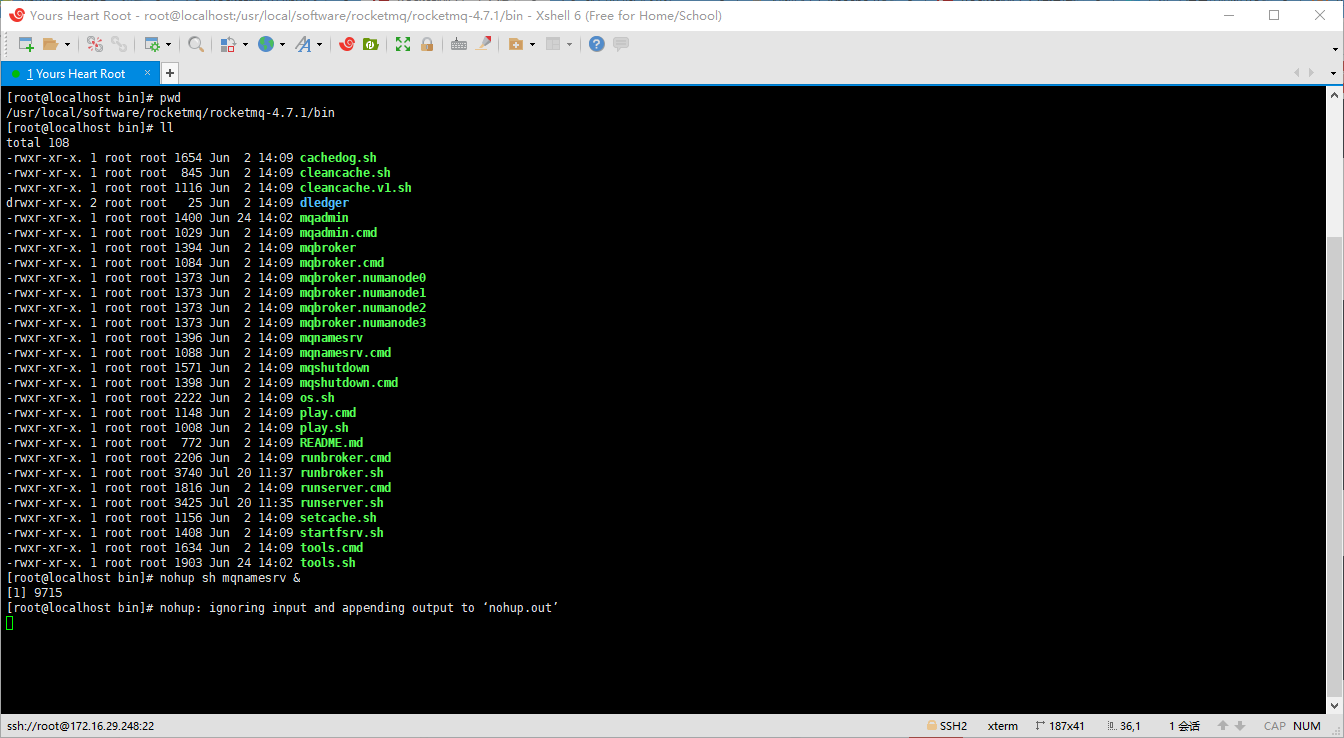 Yours Heart Root - root@localhost:/usr/local/software/rocketmq/rocketmq-4.7.1/bin - Xshell 6 (Free for Home/School)
1 Yours Heart Root × +
[root@localhost bin]# pwd
/usr/local/software/rocketmq/rocketmq-4.7.1/bin
[root@localhost bin]# ll
total 108
-rwxr-xr-x. 1 root root 1654 Jun  2 14:09 cachedog.sh
-rwxr-xr-x. 1 root root  845 Jun  2 14:09 cleancache.sh
-rwxr-xr-x. 1 root root 1116 Jun  2 14:09 cleancache.v1.sh
drwxr-xr-x. 2 root root   25 Jun  2 14:09 dledger
-rwxr-xr-x. 1 root root 1400 Jun 24 14:02 mqadmin
-rwxr-xr-x. 1 root root 1029 Jun  2 14:09 mqadmin.cmd
-rwxr-xr-x. 1 root root 1394 Jun  2 14:09 mqbroker
-rwxr-xr-x. 1 root root 1084 Jun  2 14:09 mqbroker.cmd
-rwxr-xr-x. 1 root root 1373 Jun  2 14:09 mqbroker.numanode0
-rwxr-xr-x. 1 root root 1373 Jun  2 14:09 mqbroker.numanode1
-rwxr-xr-x. 1 root root 1373 Jun  2 14:09 mqbroker.numanode2
-rwxr-xr-x. 1 root root 1373 Jun  2 14:09 mqbroker.numanode3
-rwxr-xr-x. 1 root root 1396 Jun  2 14:09 mqnamesrv
-rwxr-xr-x. 1 root root 1088 Jun  2 14:09 mqnamesrv.cmd
-rwxr-xr-x. 1 root root 1571 Jun  2 14:09 mqshutdown
-rwxr-xr-x. 1 root root 1398 Jun  2 14:09 mqshutdown.cmd
-rwxr-xr-x. 1 root root 2222 Jun  2 14:09 os.sh
-rwxr-xr-x. 1 root root 1148 Jun  2 14:09 play.cmd
-rwxr-xr-x. 1 root root 1008 Jun  2 14:09 play.sh
-rwxr-xr-x. 1 root root  772 Jun  2 14:09 README.md
-rwxr-xr-x. 1 root root 2206 Jun  2 14:09 runbroker.cmd
-rwxr-xr-x. 1 root root 3740 Jul 20 11:37 runbroker.sh
-rwxr-xr-x. 1 root root 1816 Jun  2 14:09 runserver.cmd
-rwxr-xr-x. 1 root root 3425 Jul 20 11:35 runserver.sh
-rwxr-xr-x. 1 root root 1156 Jun  2 14:09 setcache.sh
-rwxr-xr-x. 1 root root 1408 Jun  2 14:09 startfsrv.sh
-rwxr-xr-x. 1 root root 1634 Jun  2 14:09 tools.cmd
-rwxr-xr-x. 1 root root 1903 Jun 24 14:02 tools.sh
[root@localhost bin]# nohup sh mqnamesrv &
[1] 9715
[root@localhost bin]# nohup: ignoring input and appending output to ‘nohup.out’
ssh://root@172.16.29.248:22 SSH2 xterm 187x41 36,1 1 会话 CAP NUM